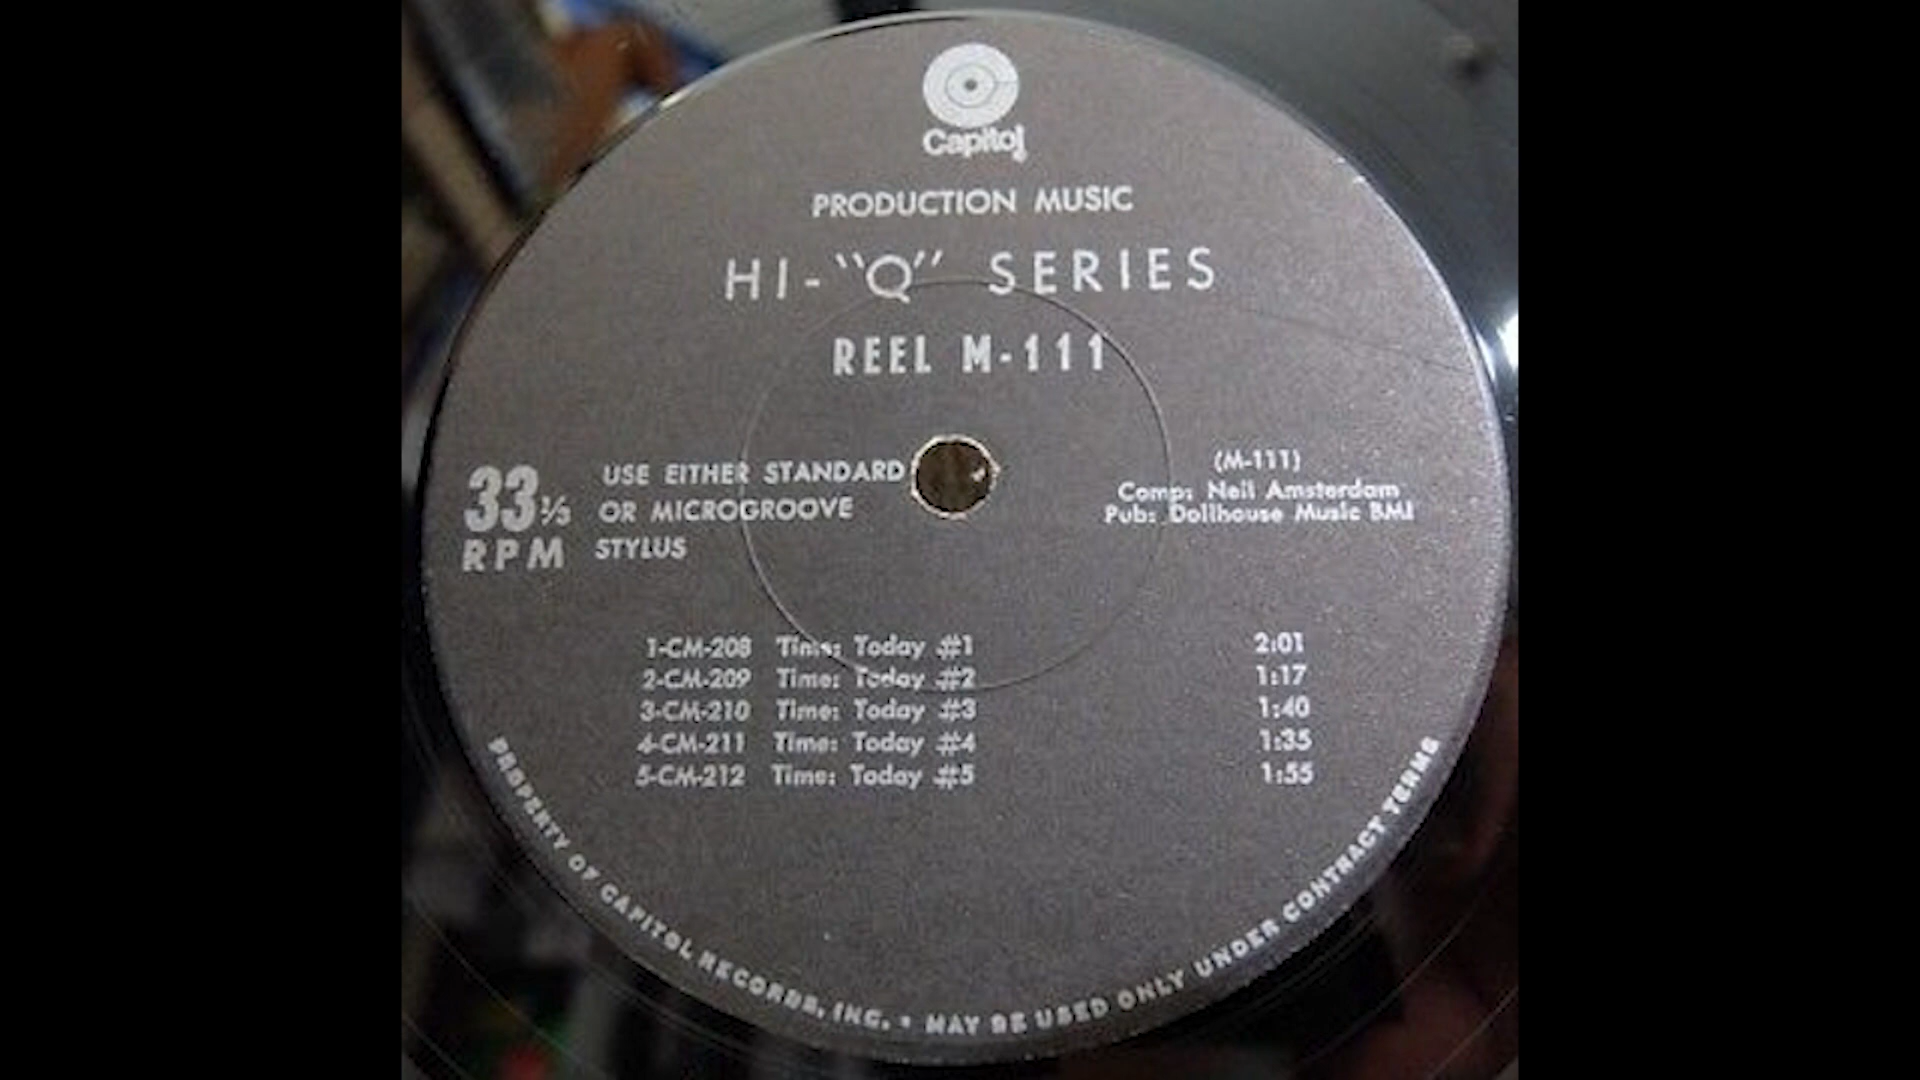 Capitol
PRODUCTION MUSIC
HI-"Q" SERIES
REEL M-111
33⅓
RPM
USE EITHER STANDARD
OR MICROGROOVE
STYLUS
(M-111)
Comp: Neil Amsterdam
Pub: Dollhouse Music BMI
1-CM-208 Time: Today #1 2:01
2-CM-209 Time: Today #2 1:17
3-CM-210 Time: Today #3 1:40
4-CM-211 Time: Today #4 1:35
5-CM-212 Time: Today #5 1:55
PROPERTY OF CAPITOL RECORDS, INC. • MAY BE USED ONLY UNDER CONTRACT TERMS